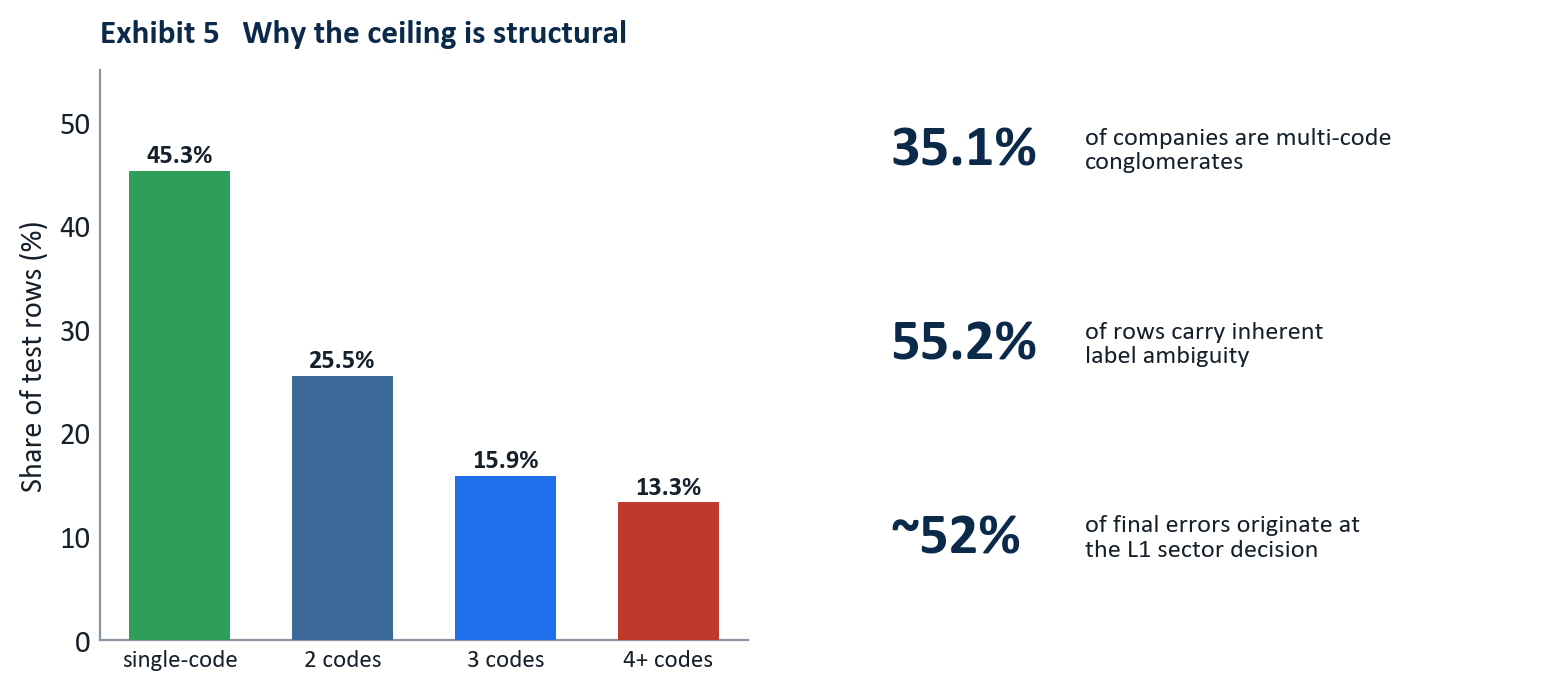 Exhibit 5   Why the ceiling is structural
Share of test rows (%)
50
40
30
20
10
0
45.3%
25.5%
15.9%
13.3%
single-code
2 codes
3 codes
4+ codes
35.1%
of companies are multi-code
conglomerates
55.2%
of rows carry inherent
label ambiguity
~52%
of final errors originate at
the L1 sector decision